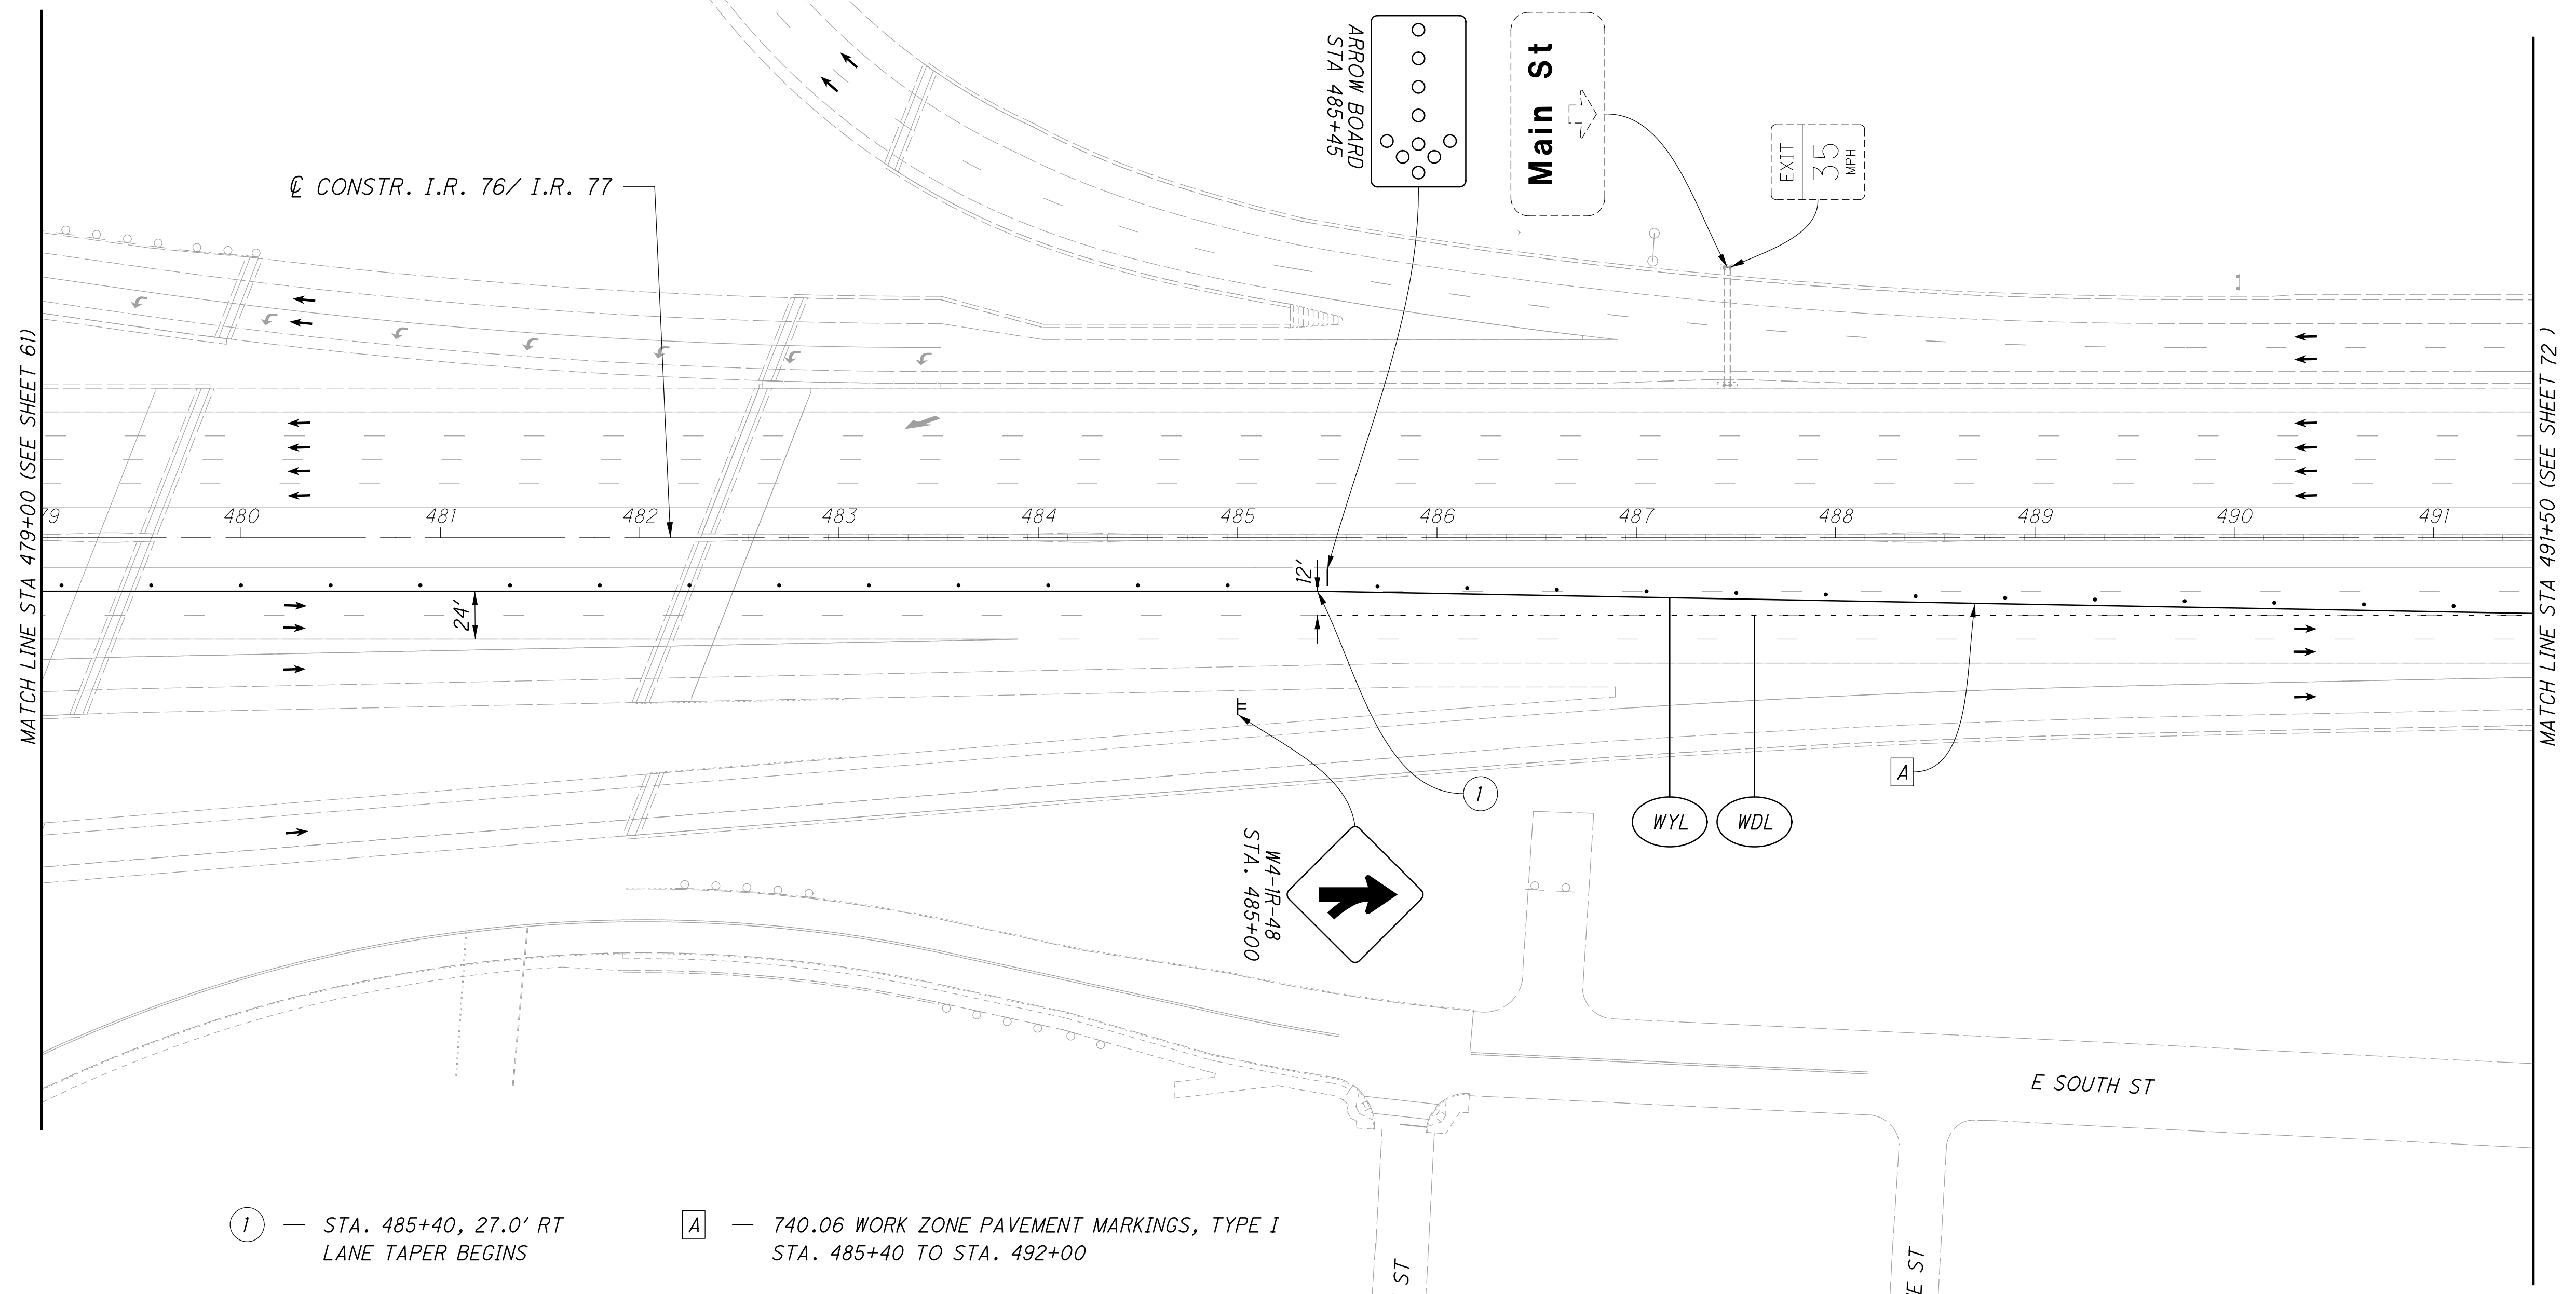 ARROW BOARD
STA 485+45
Main St
EXIT
35
MPH
℄ CONSTR. I.R. 76/ I.R. 77
MATCH LINE STA 479+00 (SEE SHEET 61)
MATCH LINE STA 491+50 (SEE SHEET 72 )
79 480 481 482 483 484 485 486 487 488 489 490 491
12'
24'
A
1
WYL
WDL
W4-1R-48
STA. 485+00
E SOUTH ST
1 — STA. 485+40, 27.0' RT
LANE TAPER BEGINS
A — 740.06 WORK ZONE PAVEMENT MARKINGS, TYPE I
STA. 485+40 TO STA. 492+00
ST
ST